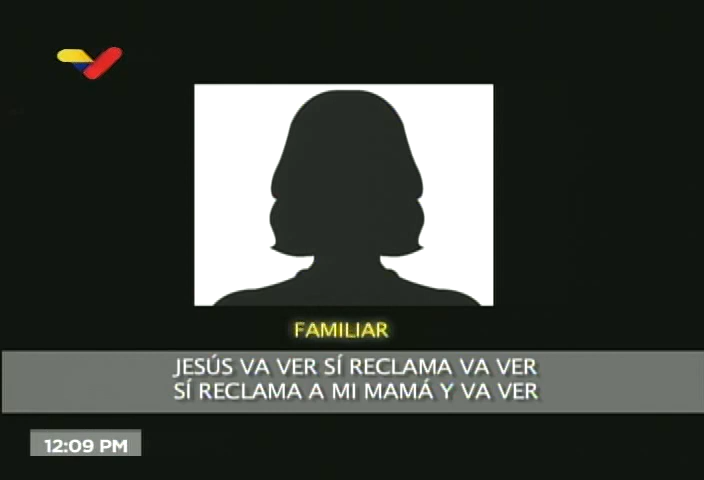 FAMILIAR
JESÚS VA VER SÍ RECLAMA VA VER
SÍ RECLAMA A MI MAMÁ Y VA VER
12:09 PM